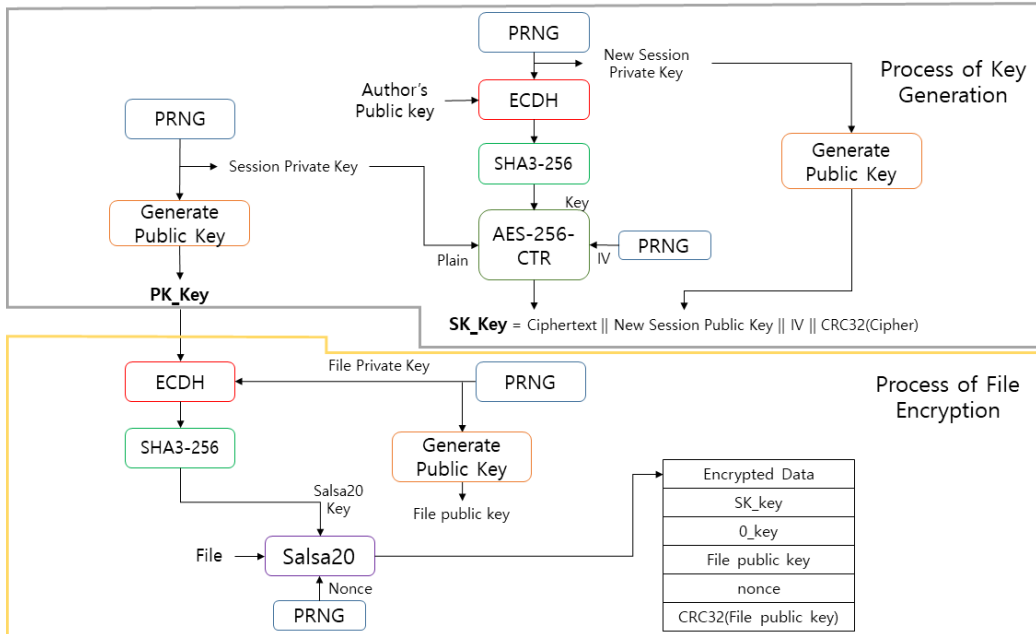 PRNG
New Session
Private Key
Process of Key
Generation
Author's
Public key
ECDH
PRNG
SHA3-256
Generate
Public Key
Session Private Key
Key
Generate
Public Key
AES-256-
CTR
PRNG
Plain
IV
PK_Key
SK_Key = Ciphertext || New Session Public Key || IV || CRC32(Cipher)
File Private Key
ECDH
PRNG
Process of File
Encryption
SHA3-256
Generate
Public Key
Encrypted Data
Salsa20
Key
File public key
SK_key
0_key
File
Salsa20
File public key
Nonce
nonce
PRNG
CRC32(File public key)